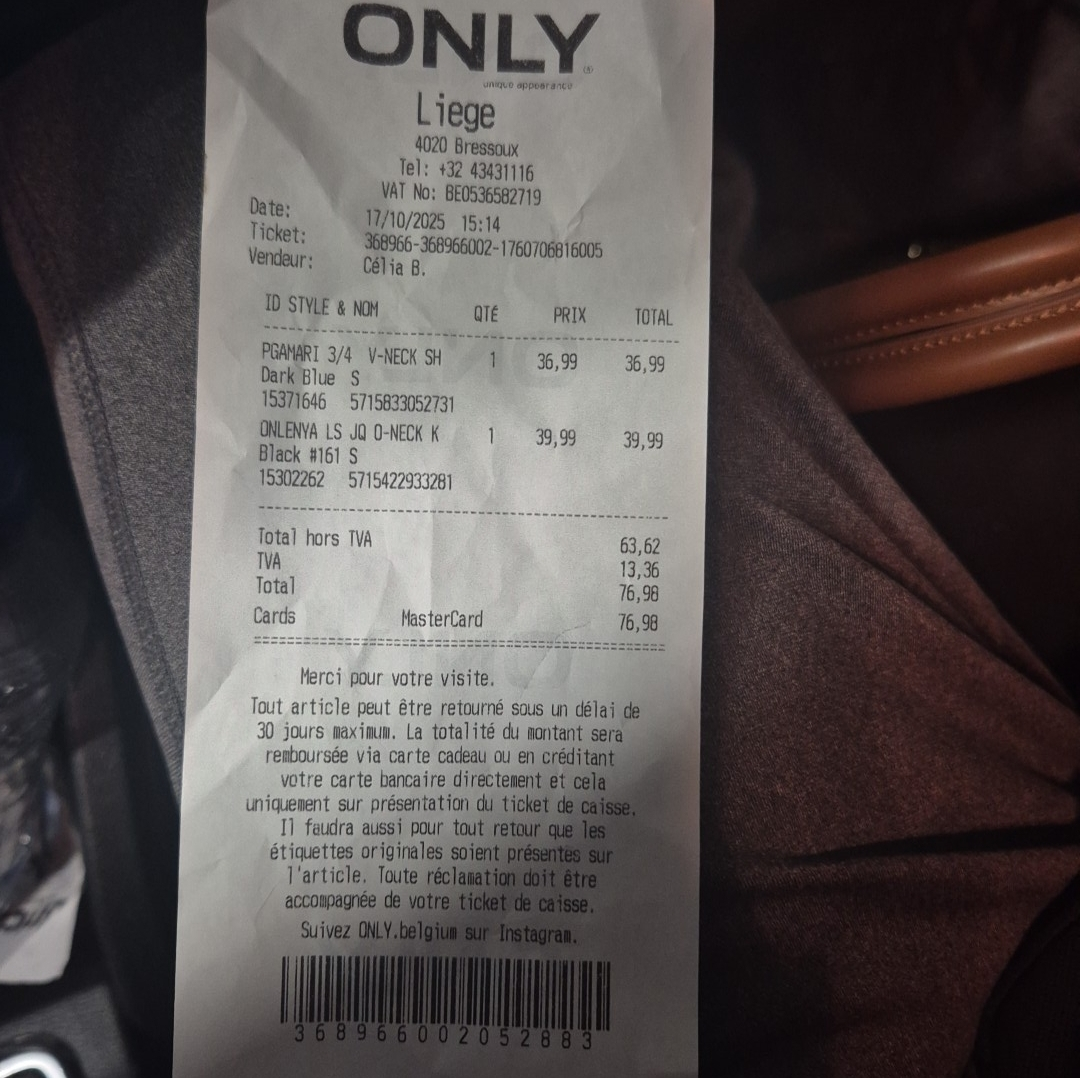 ONLY
unique appearance
Liege
4020 Bressoux
Tel: +32 43431116
VAT No: BE0536582719
Date: 17/10/2025 15:14
Ticket: 368966-368966002-1760706816005
Vendeur: Célia B.
ID STYLE & NOM QTÉ PRIX TOTAL
PGAMARI 3/4 V-NECK SH 1 36,99 36,99
Dark Blue S
15371646 5715833052731
ONLENYA LS JQ O-NECK K 1 39,99 39,99
Black #161 S
15302262 5715422933281
Total hors TVA 63,62
TVA 13,36
Total 76,98
Cards MasterCard 76,98
Merci pour votre visite.
Tout article peut être retourné sous un délai de
30 jours maximum. La totalité du montant sera
remboursée via carte cadeau ou en créditant
votre carte bancaire directement et cela
uniquement sur présentation du ticket de caisse.
Il faudra aussi pour tout retour que les
étiquettes originales soient présentes sur
l'article. Toute réclamation doit être
accompagnée de votre ticket de caisse.
Suivez ONLY.belgium sur Instagram.
368966002052883